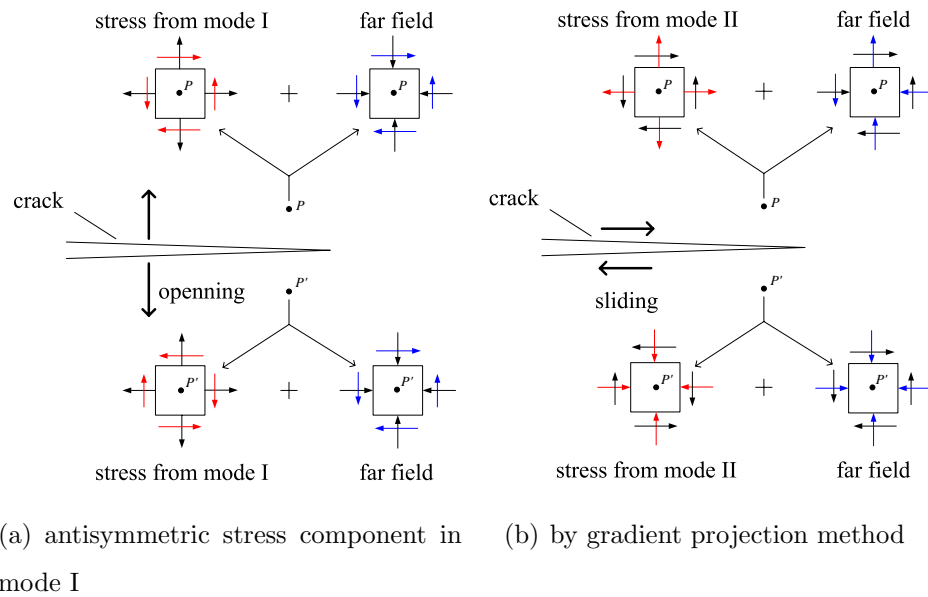 stress from mode I
far field
P
P
crack
P
P'
openning
P'
P'
stress from mode I
far field
stress from mode II
far field
P
P
crack
P
P'
sliding
P'
P'
stress from mode II
far field
(a) antisymmetric stress component in
mode I
(b) by gradient projection method